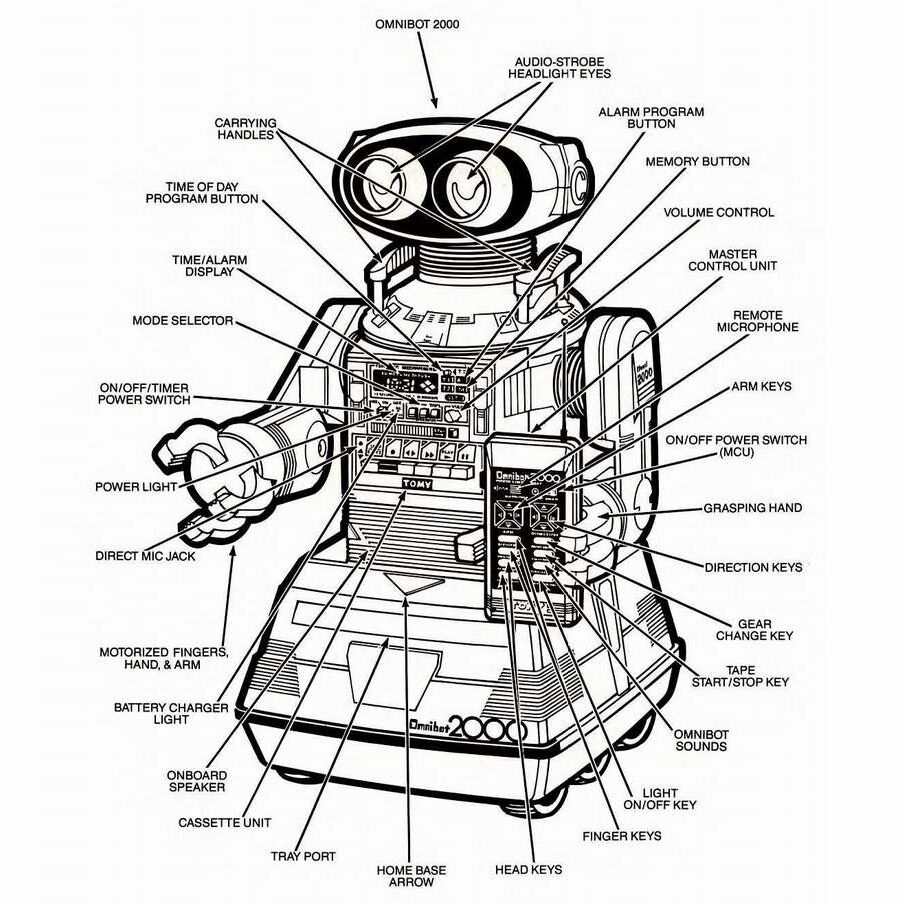 OMNIBOT 2000
AUDIO-STROBE
HEADLIGHT EYES
CARRYING
HANDLES
ALARM PROGRAM
BUTTON
MEMORY BUTTON
TIME OF DAY
PROGRAM BUTTON
VOLUME CONTROL
TIME/ALARM
DISPLAY
MASTER
CONTROL UNIT
MODE SELECTOR
REMOTE
MICROPHONE
ON/OFF/TIMER
POWER SWITCH
ARM KEYS
2000
ON/OFF POWER SWITCH
(MCU)
Omnibot 2000
TOMY
POWER LIGHT
GRASPING HAND
DIRECT MIC JACK
DIRECTION KEYS
TOMY
GEAR
CHANGE KEY
MOTORIZED FINGERS,
HAND, & ARM
TAPE
START/STOP KEY
BATTERY CHARGER
LIGHT
Omnibot 2000
OMNIBOT
SOUNDS
ONBOARD
SPEAKER
LIGHT
ON/OFF KEY
CASSETTE UNIT
FINGER KEYS
TRAY PORT
HOME BASE
ARROW
HEAD KEYS